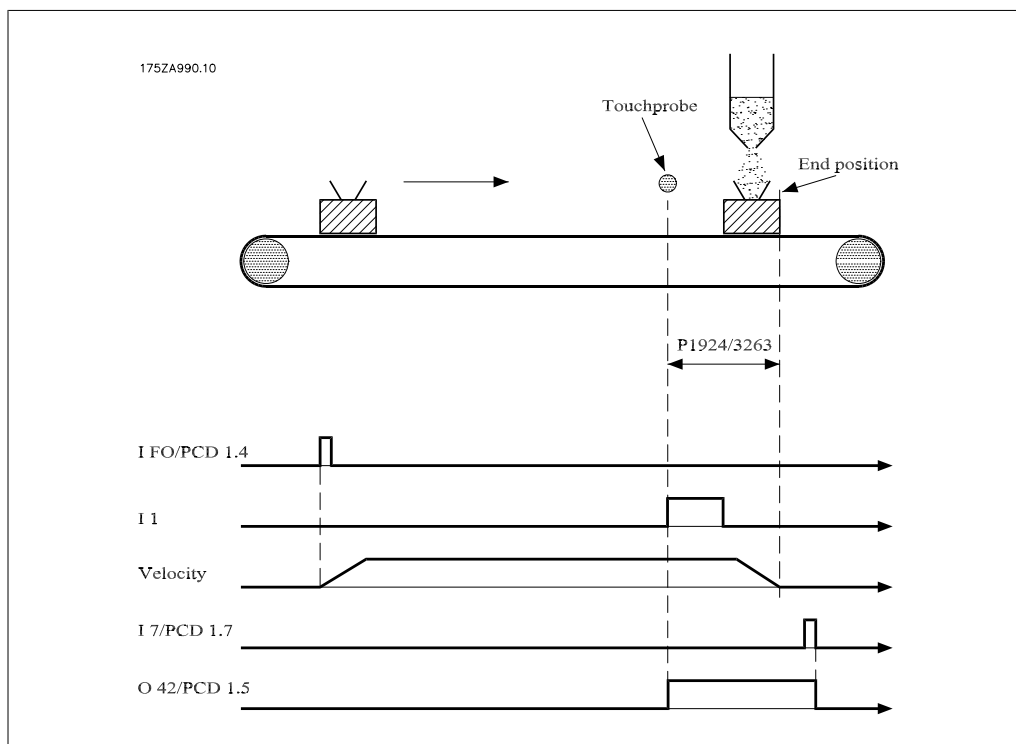 175ZA990.10
Touchprobe
End position
P1924/3263
I FO/PCD 1.4
I 1
Velocity
I 7/PCD 1.7
O 42/PCD 1.5